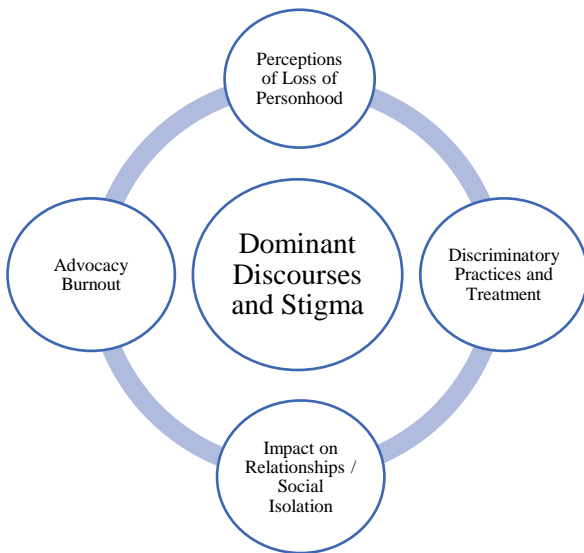 Perceptions
of Loss of
Personhood
Dominant
Discourses
and Stigma
Advocacy
Burnout
Discriminatory
Practices and
Treatment
Impact on
Relationships /
Social
Isolation